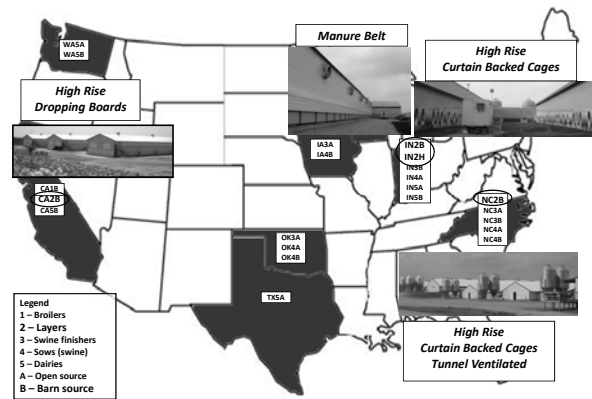 WA5A
WA5B
High Rise
Dropping Boards
Manure Belt
High Rise
Curtain Backed Cages
IA3A
IA4B
IN2B
IN2H
IN3B
IN4A
IN5A
IN5B
CA1B
CA2B
CA5B
NC2B
NC3A
NC3B
NC4A
NC4B
OK3A
OK4A
OK4B
TX5A
High Rise
Curtain Backed Cages
Tunnel Ventilated
Legend
1 – Broilers
2 – Layers
3 – Swine finishers
4 – Sows (swine)
5 – Dairies
A – Open source
B – Barn source